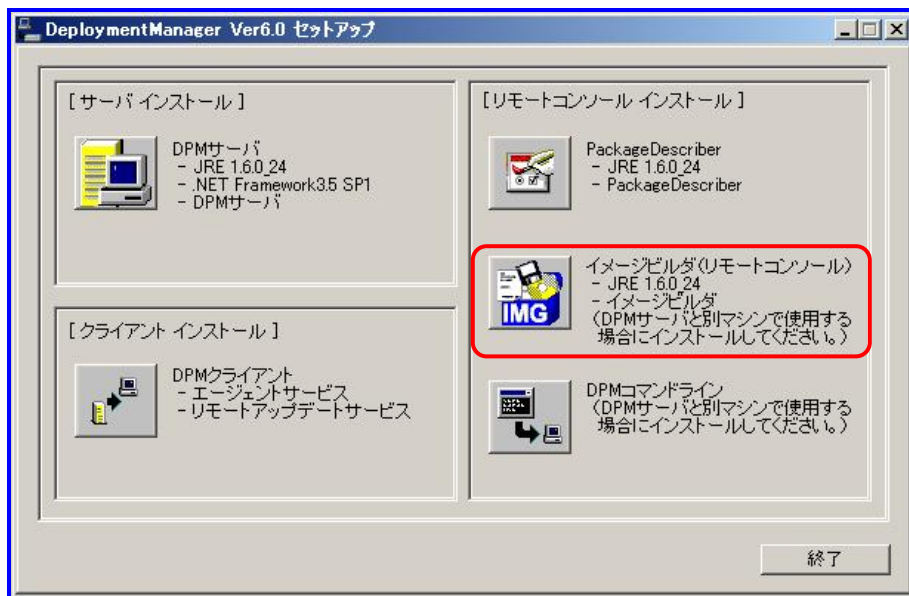 DeploymentManager Ver6.0 セットアップ
[サーバ インストール]
DPMサーバ
- JRE 1.6.0_24
- .NET Framework3.5 SP1
- DPMサーバ
[クライアント インストール]
DPMクライアント
- エージェントサービス
- リモートアップデートサービス
[リモートコンソール インストール]
PackageDescriber
- JRE 1.6.0_24
- PackageDescriber
IMG
イメージビルダ(リモートコンソール)
- JRE 1.6.0_24
- イメージビルダ
(DPMサーバと別マシンで使用する
場合にインストールしてください。)
DPMコマンドライン
(DPMサーバと別マシンで使用する
場合にインストールしてください。)
終了